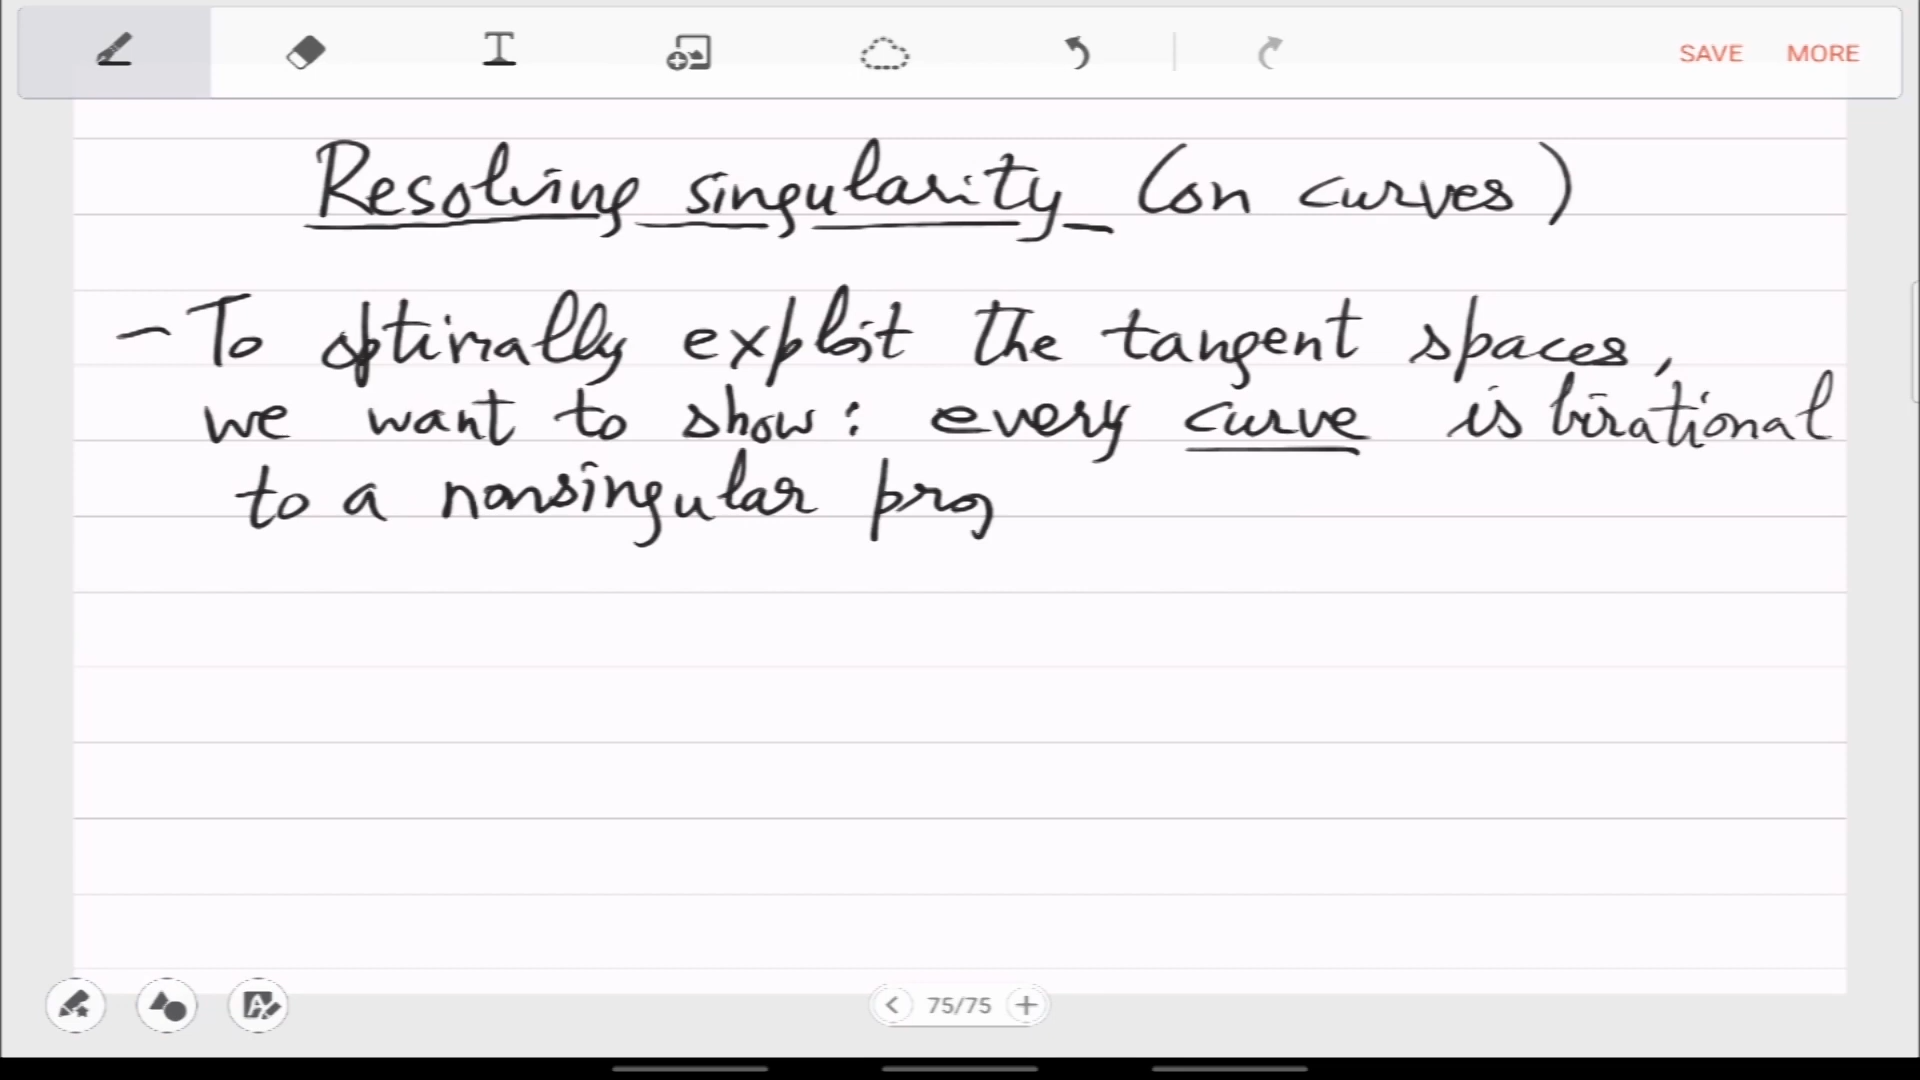 SAVE MORE
Resolving singularity (on curves)
- To optimally exploit the tangent spaces,
we want to show: every curve is birational
to a nonsingular proj
75/75